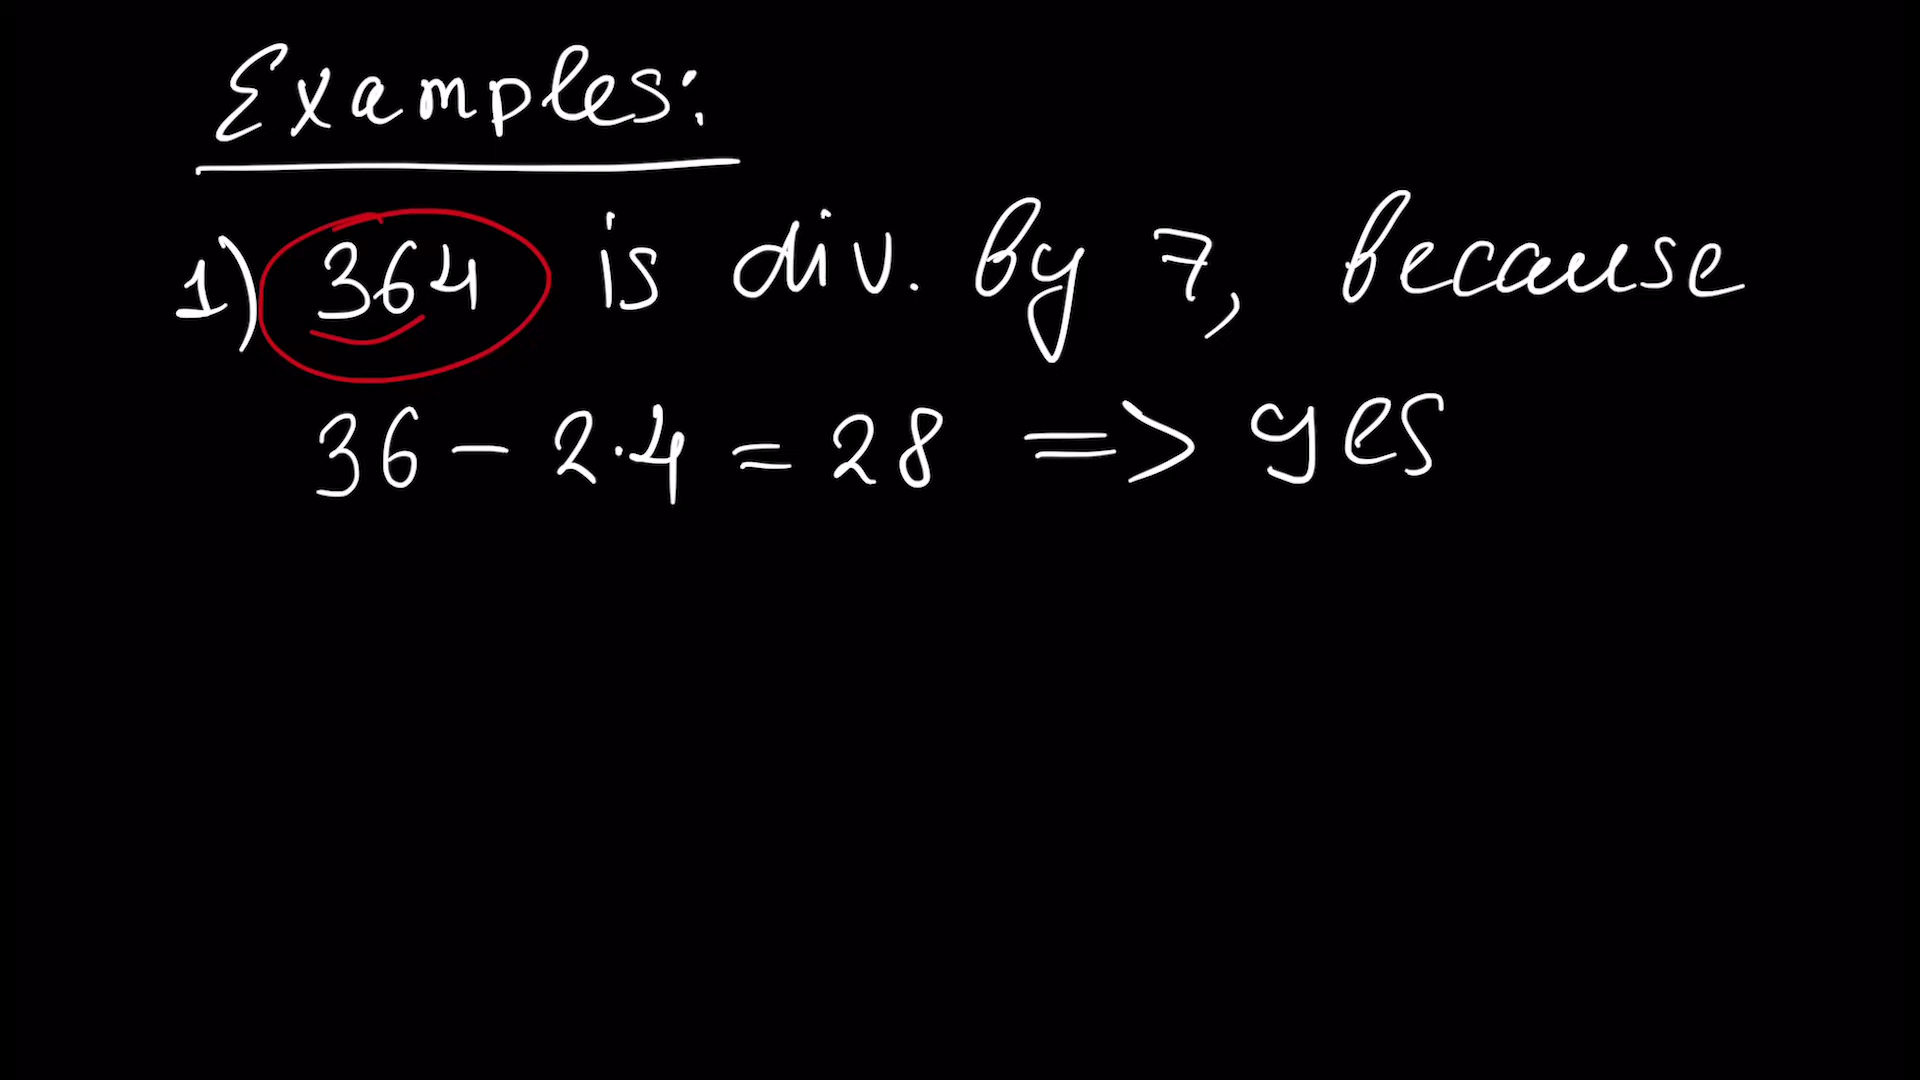 Examples:
1) 364 is div. by 7, because
36 - 2·4 = 28 => yes